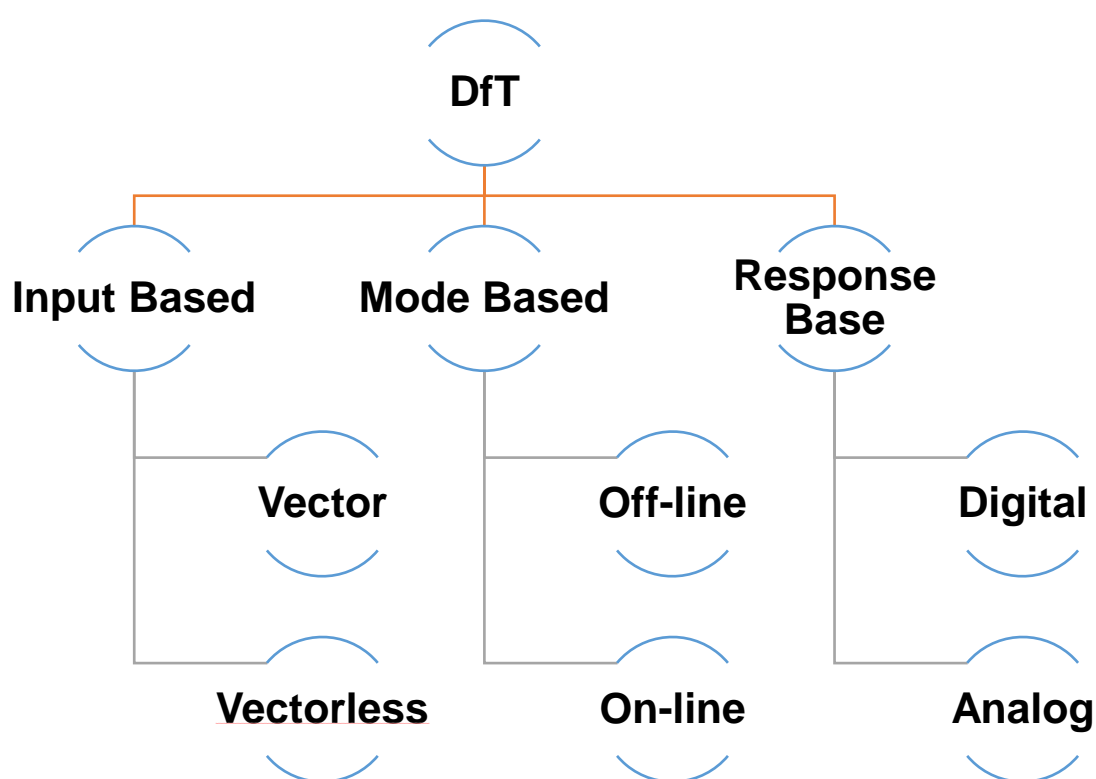 DfT
Input Based
Mode Based
Response
Base
Vector
Off-line
Digital
Vectorless
On-line
Analog